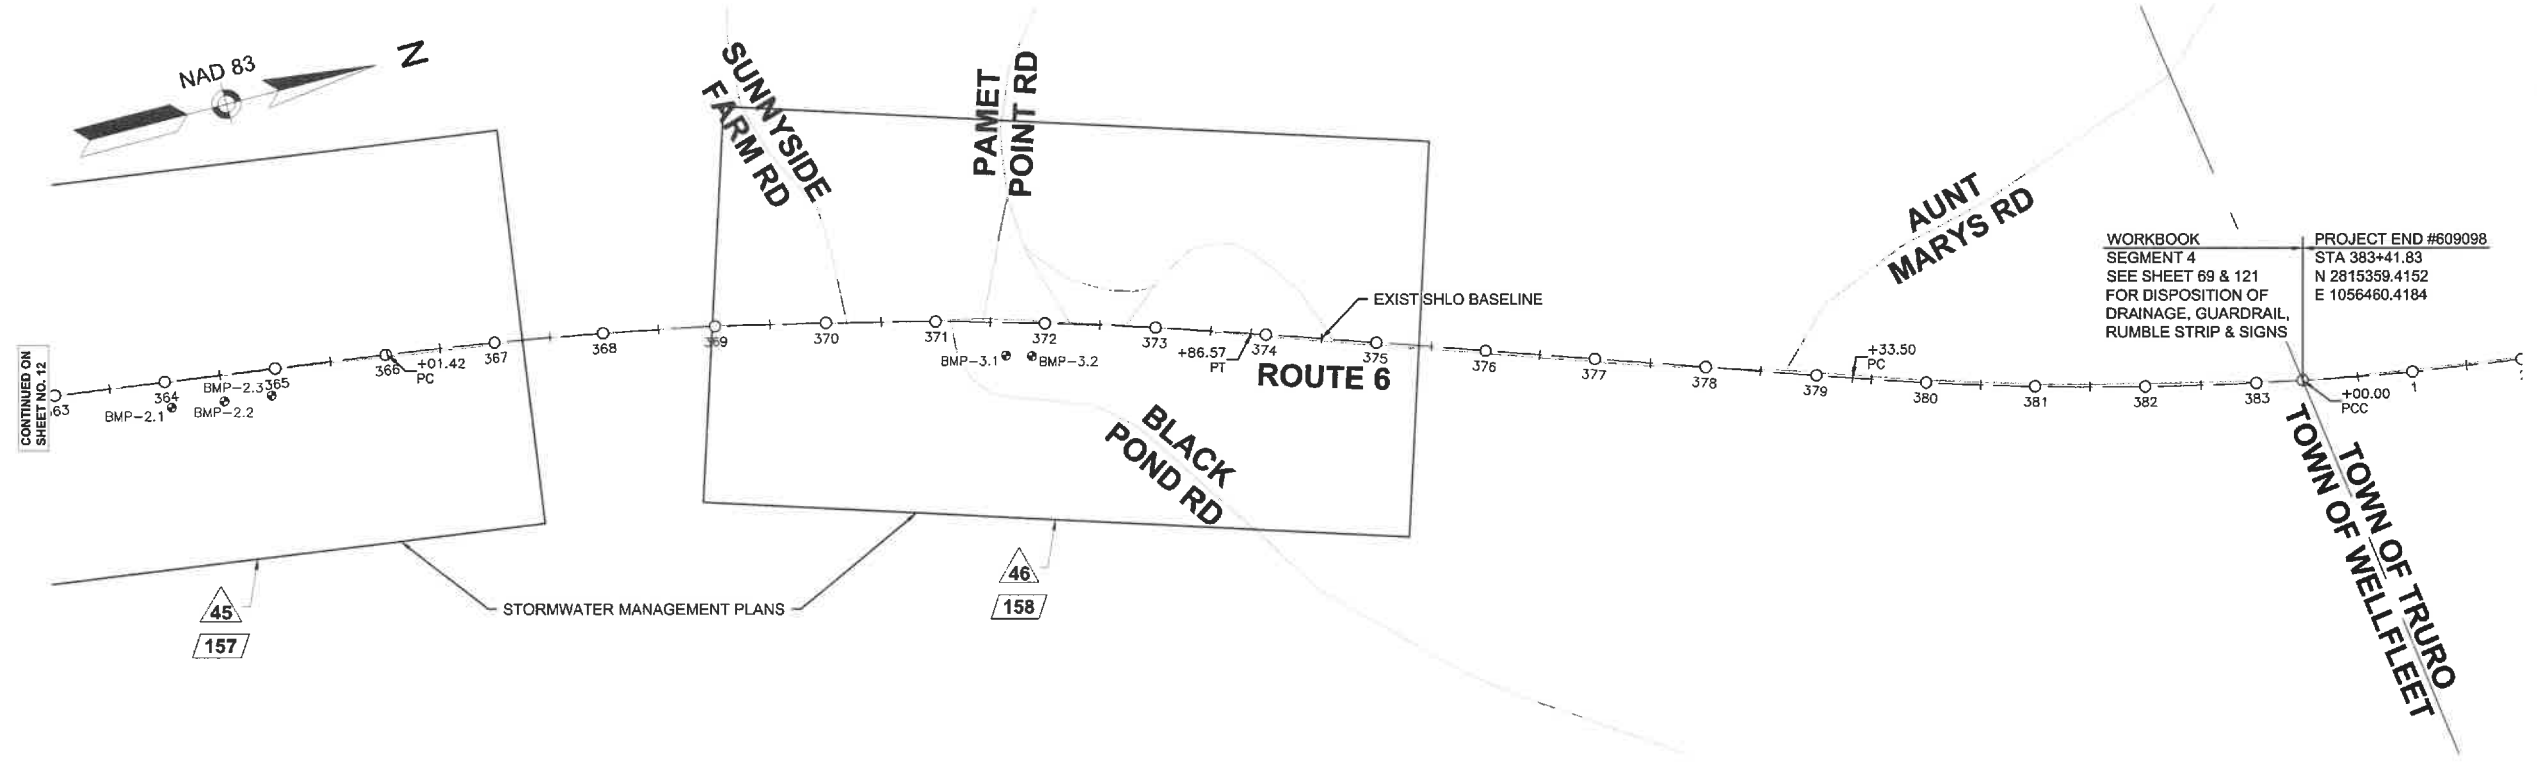 N
NAD 83
SUNNYSIDE
FARM RD
PAMET
POINT RD
AUNT
MARYS RD
WORKBOOK
SEGMENT 4
SEE SHEET 69 & 121
FOR DISPOSITION OF
DRAINAGE, GUARDRAIL,
RUMBLE STRIP & SIGNS
PROJECT END #609098
STA 383+41.83
N 2815359.4152
E 1056460.4184
EXIST SHLO BASELINE
CONTINUED ON
SHEET NO. 12
363
364
365
366
367
368
369
370
371
372
373
374
375
376
377
378
379
380
381
382
383
1
BMP-2.1
BMP-2.2
BMP-2.3
+01.42
PC
BMP-3.1
BMP-3.2
+86.57
PT
ROUTE 6
+33.50
PC
+00.00
PCC
BLACK
POND RD
TOWN OF TRURO
TOWN OF WELLFLEET
STORMWATER MANAGEMENT PLANS
45
157
46
158